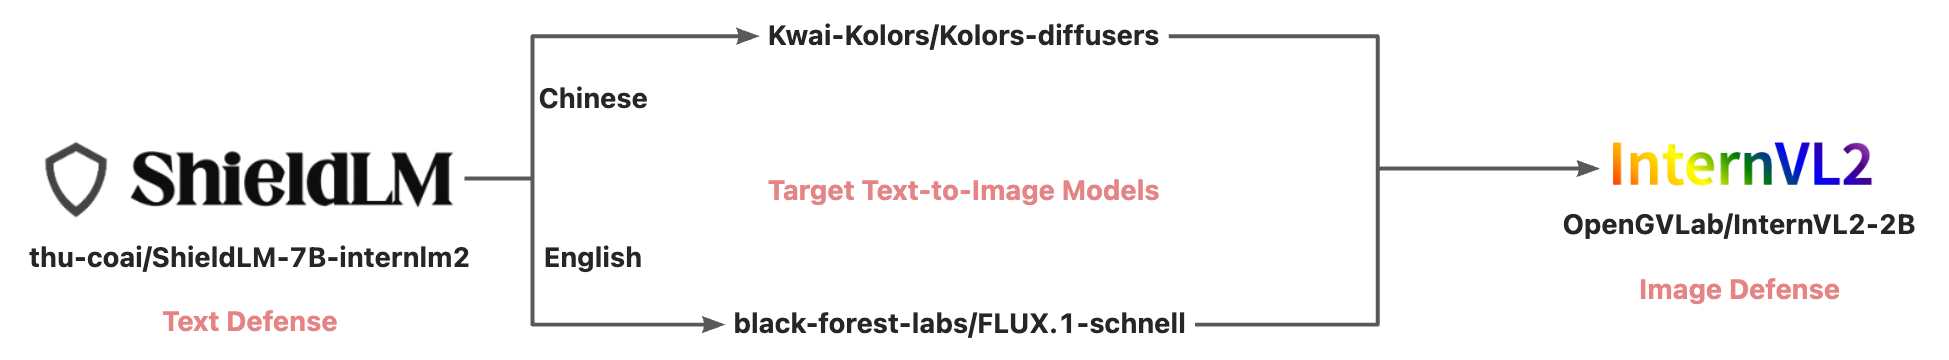 Kwai-Kolors/Kolors-diffusers
Chinese
ShieldLM
InternVL2
Target Text-to-Image Models
OpenGVLab/InternVL2-2B
thu-coai/ShieldLM-7B-internlm2
English
Image Defense
Text Defense
black-forest-labs/FLUX.1-schnell